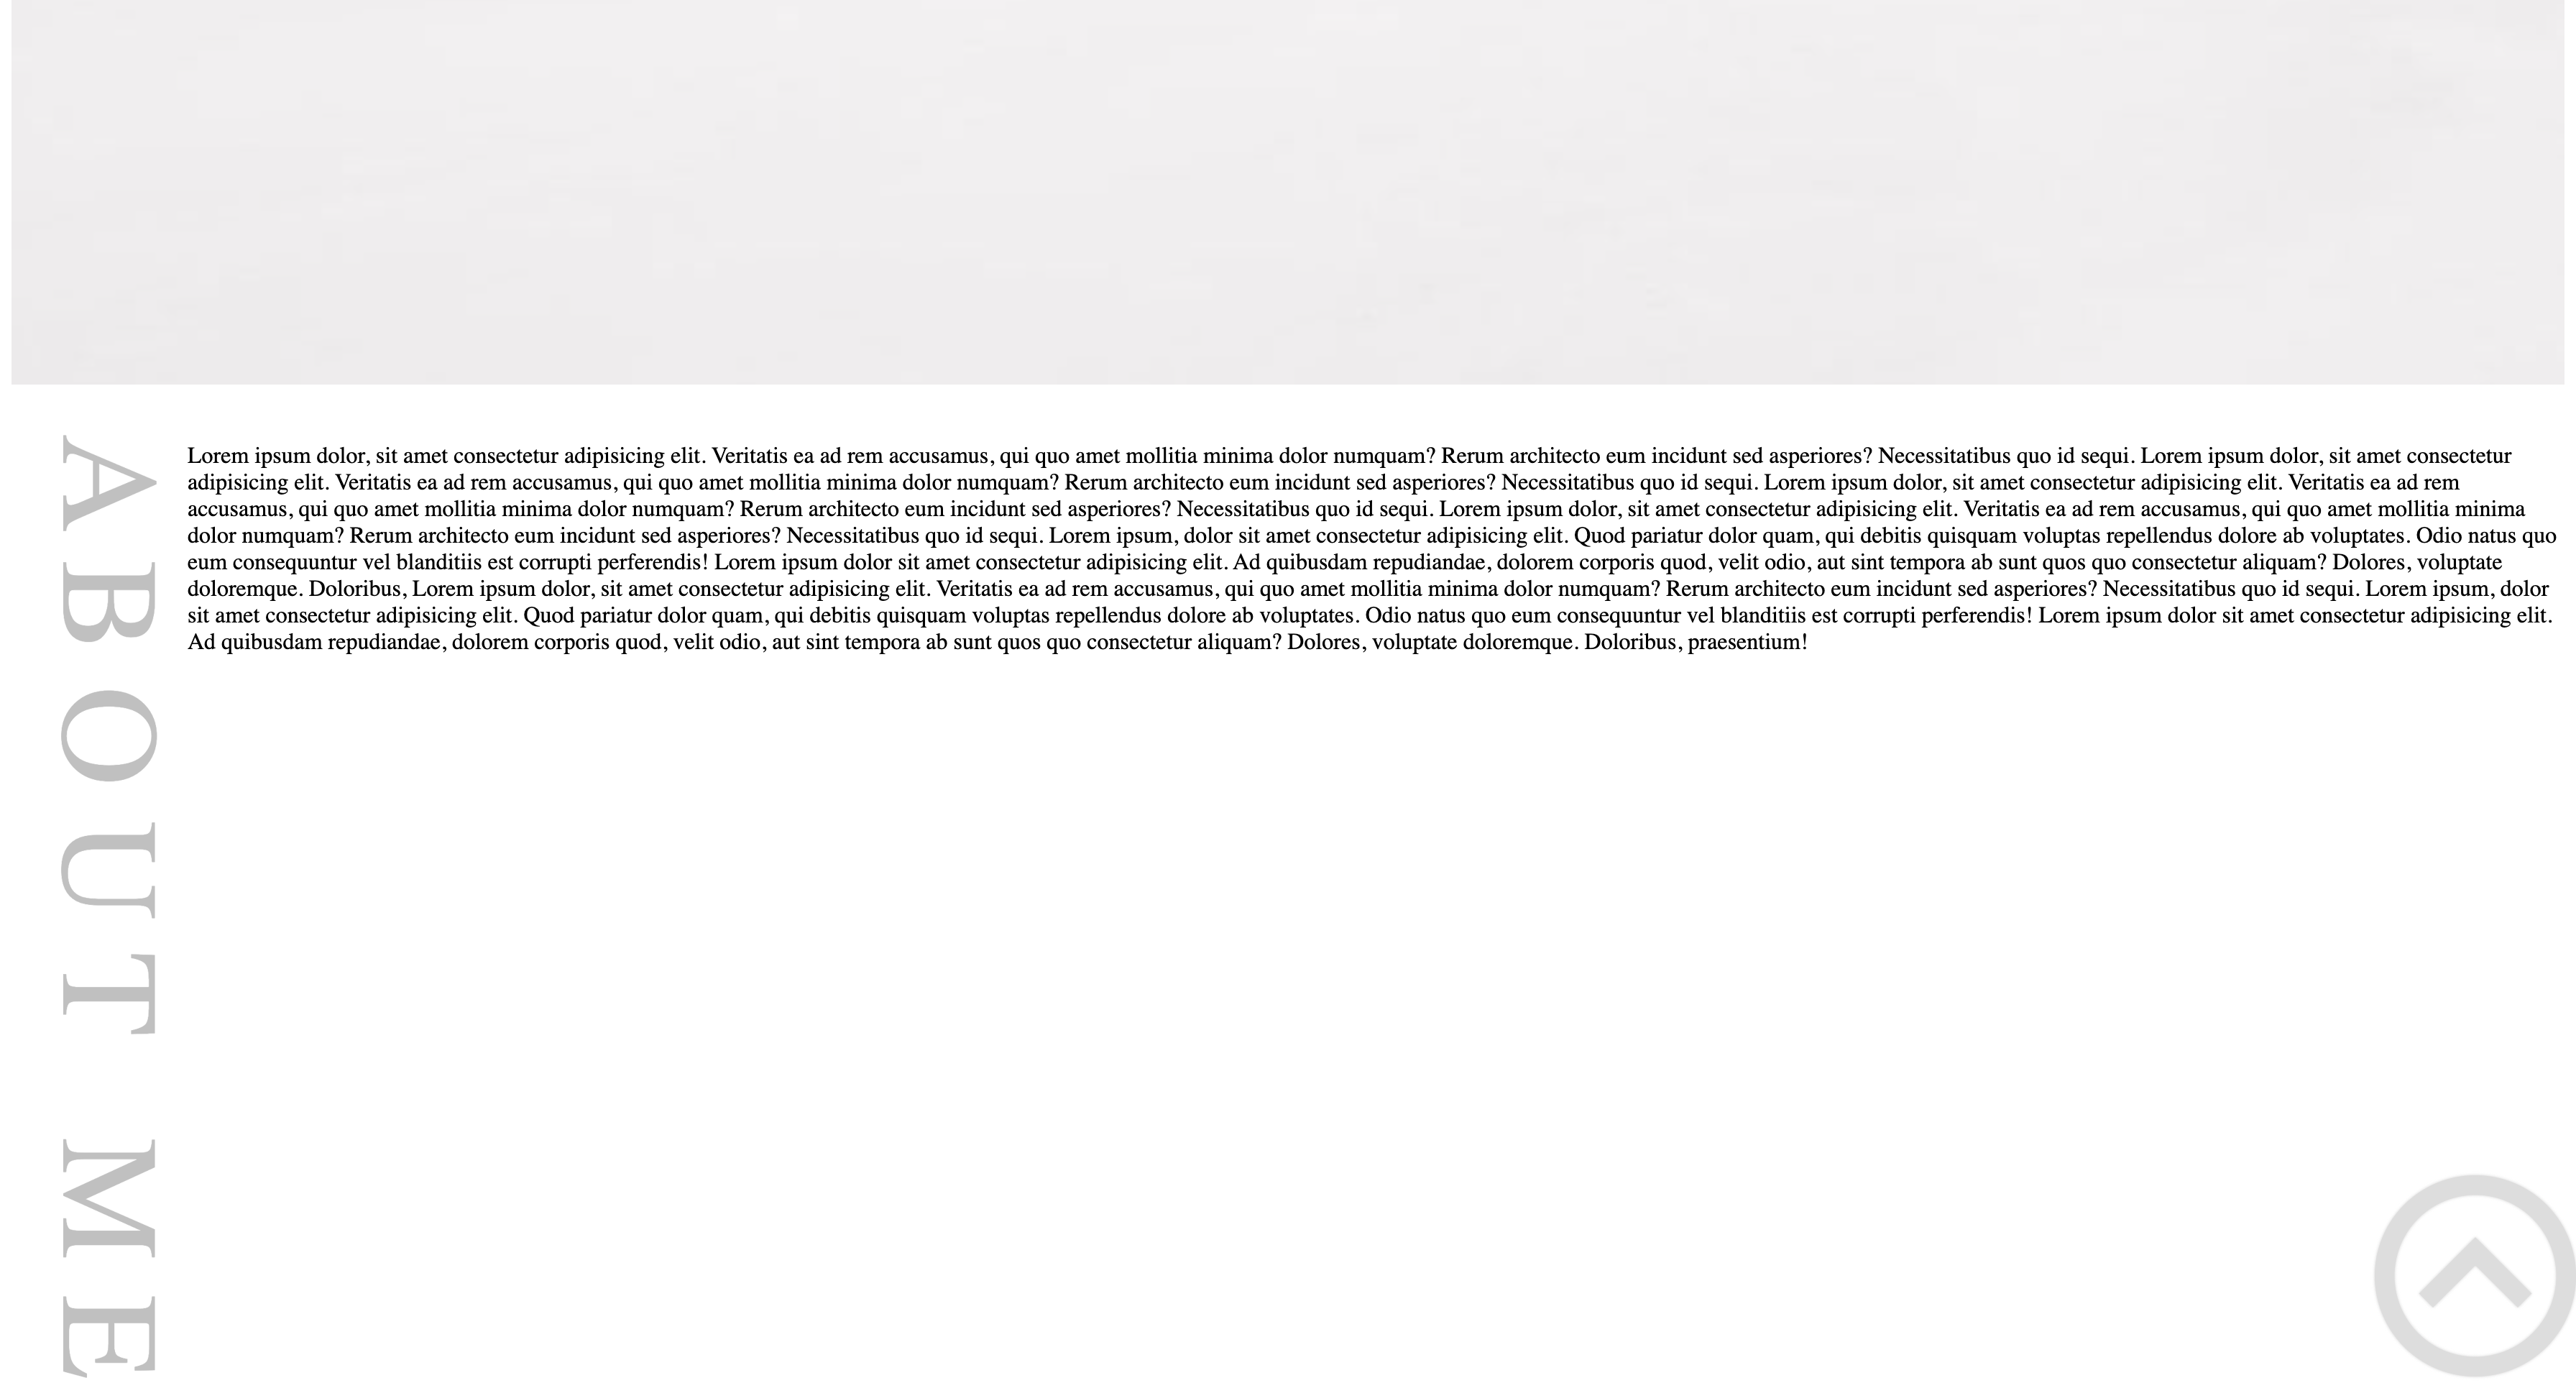 ABOUT ME
Lorem ipsum dolor, sit amet consectetur adipisicing elit. Veritatis ea ad rem accusamus, qui quo amet mollitia minima dolor numquam? Rerum architecto eum incidunt sed asperiores? Necessitatibus quo id sequi. Lorem ipsum dolor, sit amet consectetur
adipisicing elit. Veritatis ea ad rem accusamus, qui quo amet mollitia minima dolor numquam? Rerum architecto eum incidunt sed asperiores? Necessitatibus quo id sequi. Lorem ipsum dolor, sit amet consectetur adipisicing elit. Veritatis ea ad rem
accusamus, qui quo amet mollitia minima dolor numquam? Rerum architecto eum incidunt sed asperiores? Necessitatibus quo id sequi. Lorem ipsum dolor, sit amet consectetur adipisicing elit. Veritatis ea ad rem accusamus, qui quo amet mollitia minima
dolor numquam? Rerum architecto eum incidunt sed asperiores? Necessitatibus quo id sequi. Lorem ipsum, dolor sit amet consectetur adipisicing elit. Quod pariatur dolor quam, qui debitis quisquam voluptas repellendus dolore ab voluptates. Odio natus quo
eum consequuntur vel blanditiis est corrupti perferendis! Lorem ipsum dolor sit amet consectetur adipisicing elit. Ad quibusdam repudiandae, dolorem corporis quod, velit odio, aut sint tempora ab sunt quos quo consectetur aliquam? Dolores, voluptate
doloremque. Doloribus, Lorem ipsum dolor, sit amet consectetur adipisicing elit. Veritatis ea ad rem accusamus, qui quo amet mollitia minima dolor numquam? Rerum architecto eum incidunt sed asperiores? Necessitatibus quo id sequi. Lorem ipsum, dolor
sit amet consectetur adipisicing elit. Quod pariatur dolor quam, qui debitis quisquam voluptas repellendus dolore ab voluptates. Odio natus quo eum consequuntur vel blanditiis est corrupti perferendis! Lorem ipsum dolor sit amet consectetur adipisicing elit.
Ad quibusdam repudiandae, dolorem corporis quod, velit odio, aut sint tempora ab sunt quos quo consectetur aliquam? Dolores, voluptate doloremque. Doloribus, praesentium!